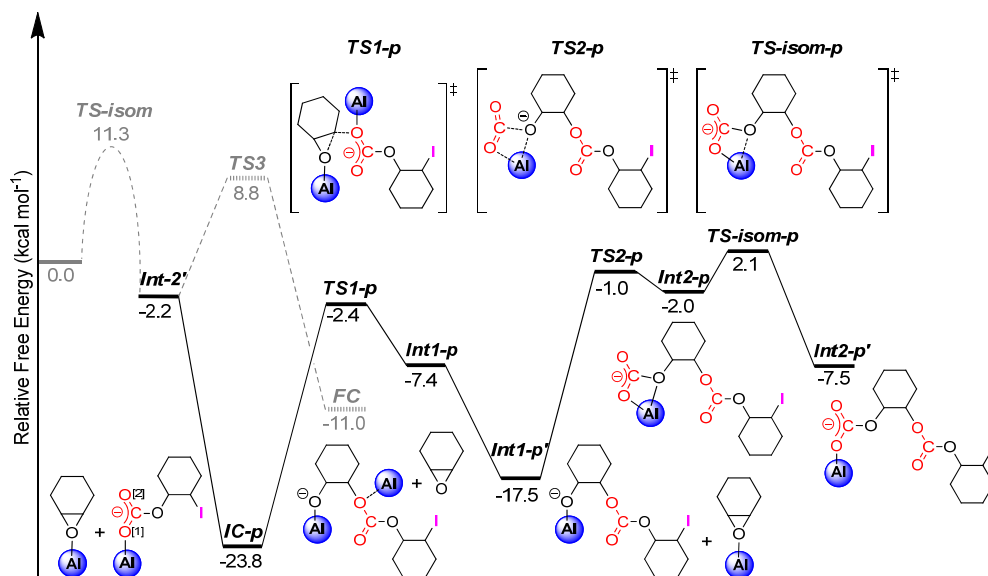 TS1-p
TS2-p
TS-isom-p
‡
‡
‡
Al
O
C
⊖
O
O
I
O
Al
O
C
O
⊖
O
Al
O
C
O
O
I
O
⊖
C
O
O
Al
O
C
O
O
I
Relative Free Energy (kcal mol⁻¹)
TS-isom
11.3
TS3
8.8
0.0
Int-2'
-2.2
TS1-p
-2.4
Int1-p
-7.4
FC
-11.0
IC-p
-23.8
Int1-p'
-17.5
TS2-p
-1.0
Int2-p
-2.0
TS-isom-p
2.1
Int2-p'
-7.5
O
Al
+
O
[2]
⊖
C
O
[1]
O
Al
I
O
⊖
Al
O
Al
C
O
O
I
+
O
O
⊖
Al
O
C
O
O
I
+
O
Al
O
⊖
C
O
O
Al
O
C
O
O
I
O
⊖
C
O
O
Al
O
C
O
O